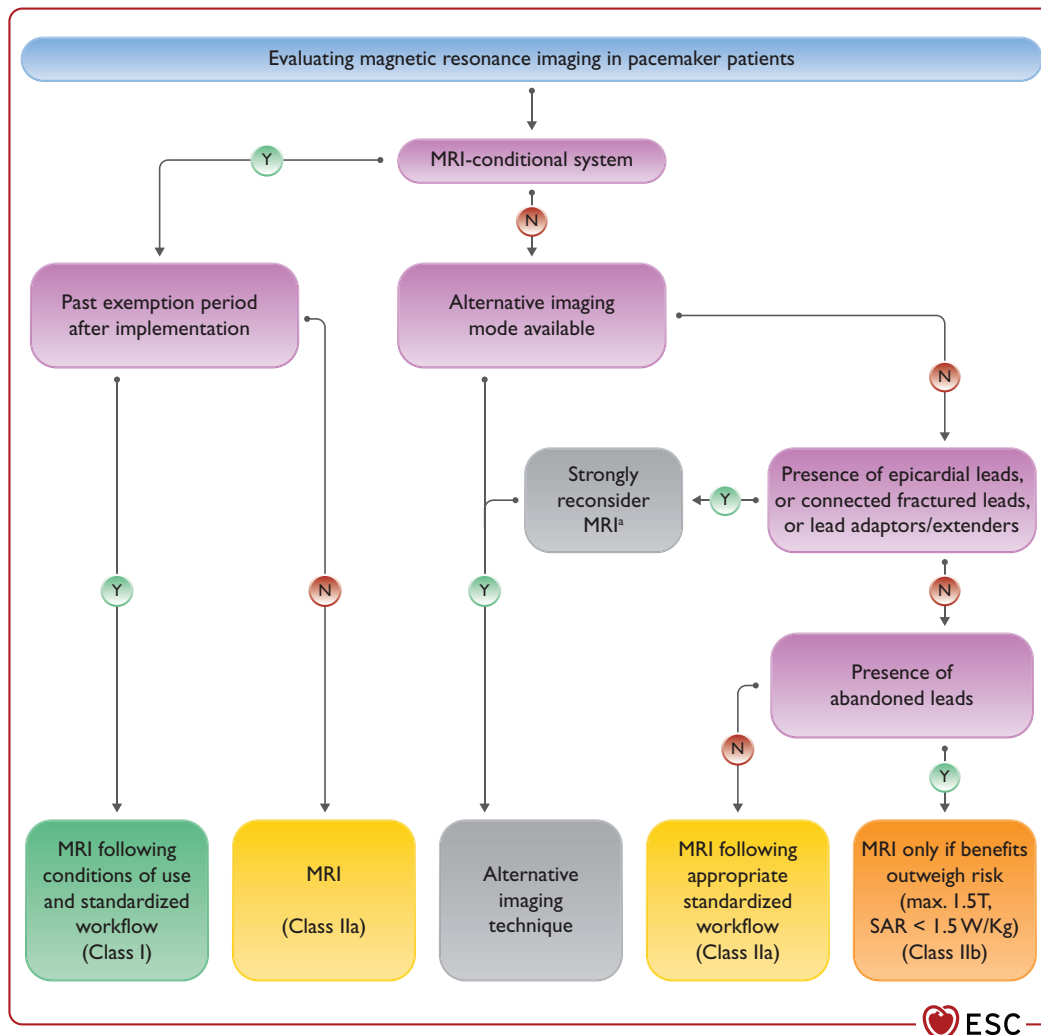 Evaluating magnetic resonance imaging in pacemaker patients
Y
MRI-conditional system
N
Past exemption period
after implementation
Alternative imaging
mode available
N
Strongly
reconsider
MRIᵃ
Y
Presence of epicardial leads,
or connected fractured leads,
or lead adaptors/extenders
Y
N
Y
N
Presence of
abandoned leads
N
Y
MRI following
conditions of use
and standardized
workflow
(Class I)
MRI
(Class IIa)
Alternative
imaging
technique
MRI following
appropriate
standardized
workflow
(Class IIa)
MRI only if benefits
outweigh risk
(max. 1.5T,
SAR < 1.5 W/Kg)
(Class IIb)
ESC